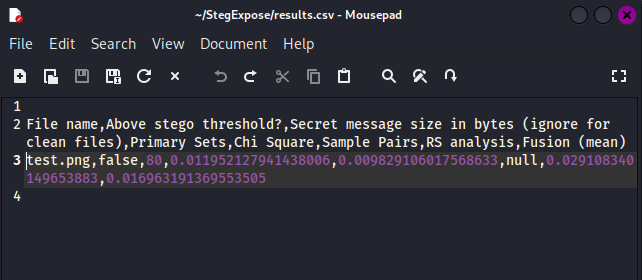 ~/StegExpose/results.csv - Mousepad
File Edit Search View Document Help
1
2 File name,Above stego threshold?,Secret message size in bytes (ignore for
clean files),Primary Sets,Chi Square,Sample Pairs,RS analysis,Fusion (mean)
3 test.png,false,80,0.011952127941438006,0.009829106017568633,null,0.029108340
149653883,0.016963191369553505
4